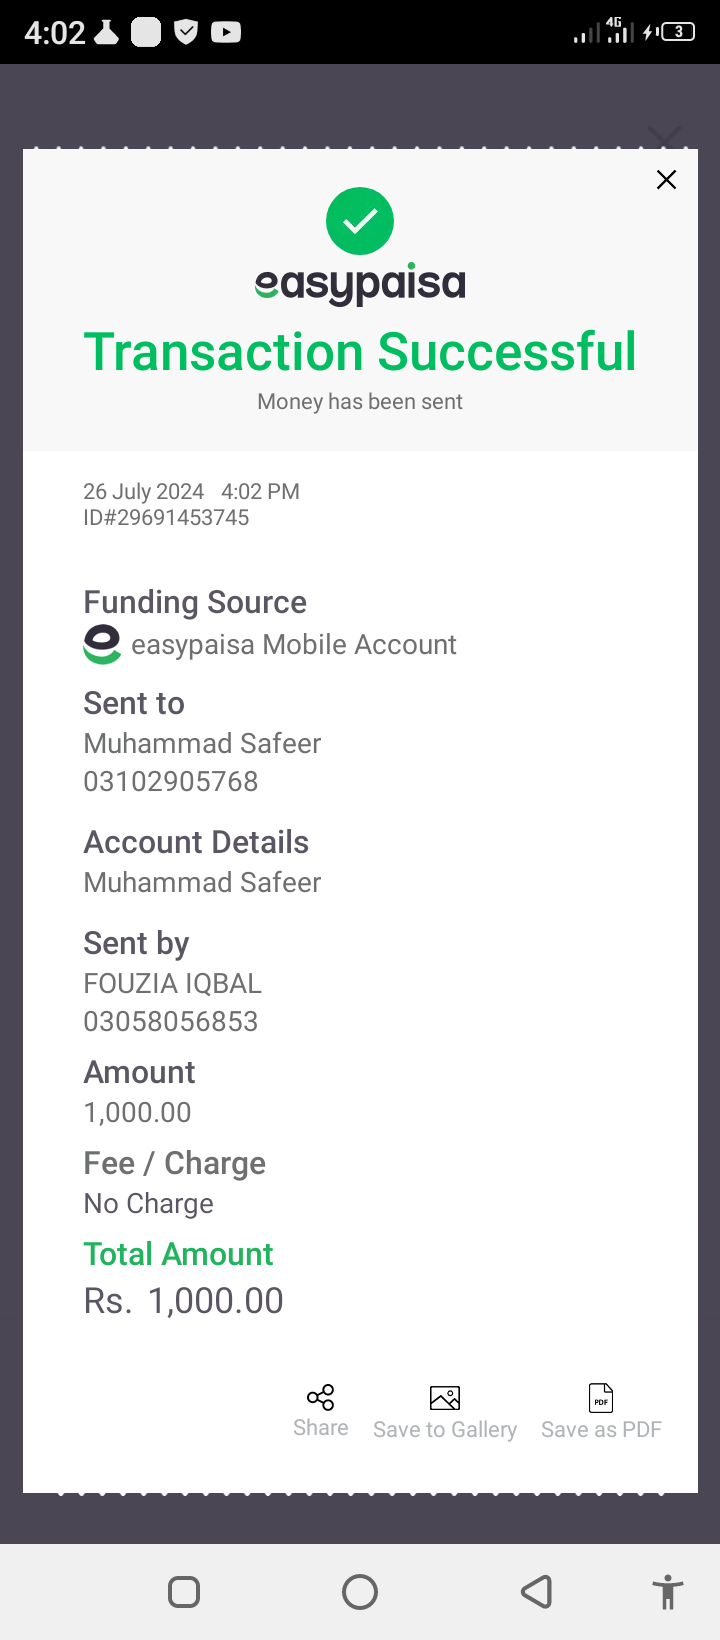 4:02
4G
3
easypaisa
Transaction Successful
Money has been sent
26 July 2024 4:02 PM
ID#29691453745
Funding Source
easypaisa Mobile Account
Sent to
Muhammad Safeer
03102905768
Account Details
Muhammad Safeer
Sent by
FOUZIA IQBAL
03058056853
Amount
1,000.00
Fee / Charge
No Charge
Total Amount
Rs. 1,000.00
PDF
Share Save to Gallery Save as PDF